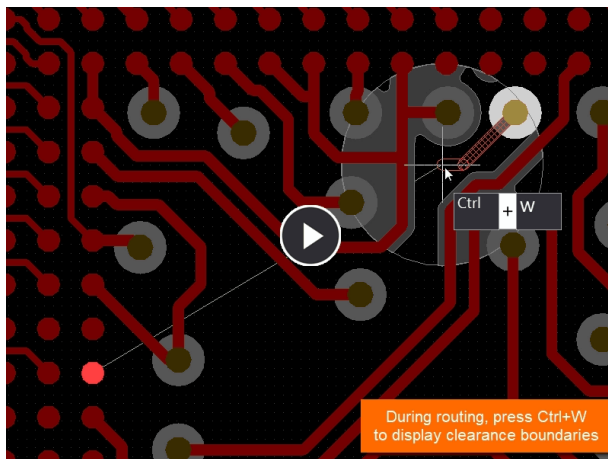 Ctrl + W
During routing, press Ctrl+W
to display clearance boundaries